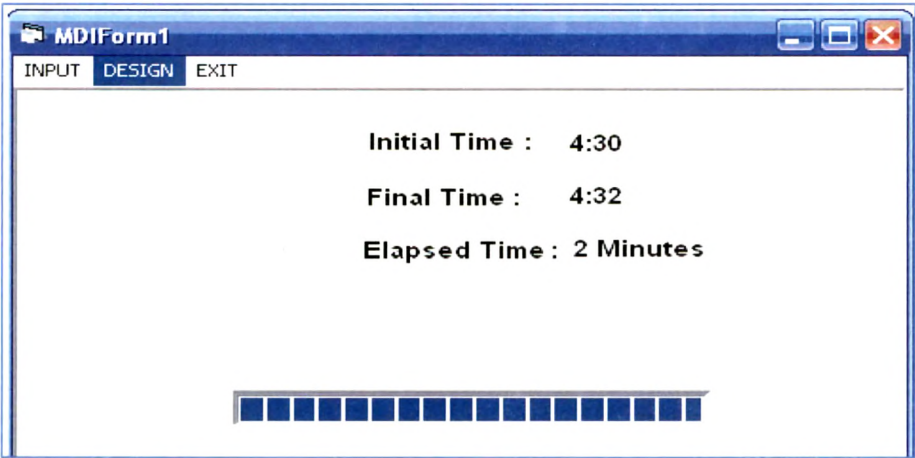 MDIForm1
INPUT DESIGN EXIT
Initial Time : 4:30
Final Time : 4:32
Elapsed Time : 2 Minutes